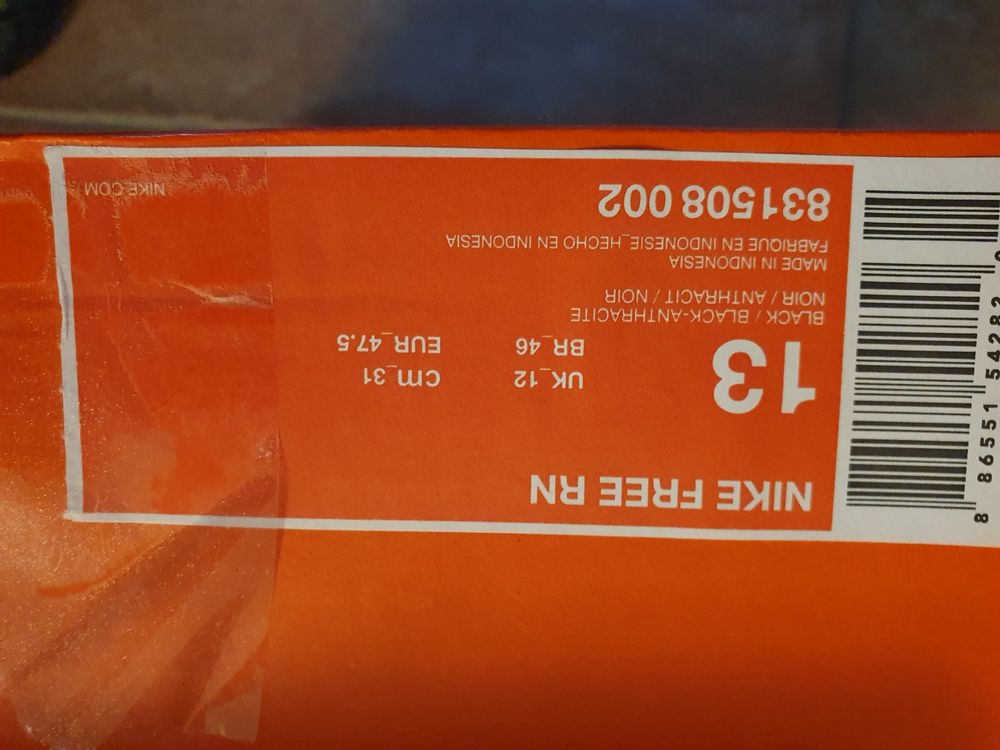 NIKE FREE RN
13
UK_12 cm_31
BR_46 EUR_47.5
BLACK / BLACK-ANTHRACITE
NOIR / ANTHRACIT / NOIR
MADE IN INDONESIA
FABRIQUE EN INDONESIE_HECHO EN INDONESIA
831508 002
NIKE.COM
8 86551 54282